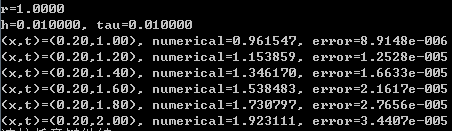 r=1.0000
h=0.010000, tau=0.010000
(x,t)=(0.20,1.00), numerical=0.961547, error=8.9148e-006
(x,t)=(0.20,1.20), numerical=1.153859, error=1.2528e-005
(x,t)=(0.20,1.40), numerical=1.346170, error=1.6633e-005
(x,t)=(0.20,1.60), numerical=1.538483, error=2.1617e-005
(x,t)=(0.20,1.80), numerical=1.730797, error=2.7656e-005
(x,t)=(0.20,2.00), numerical=1.923111, error=3.4407e-005